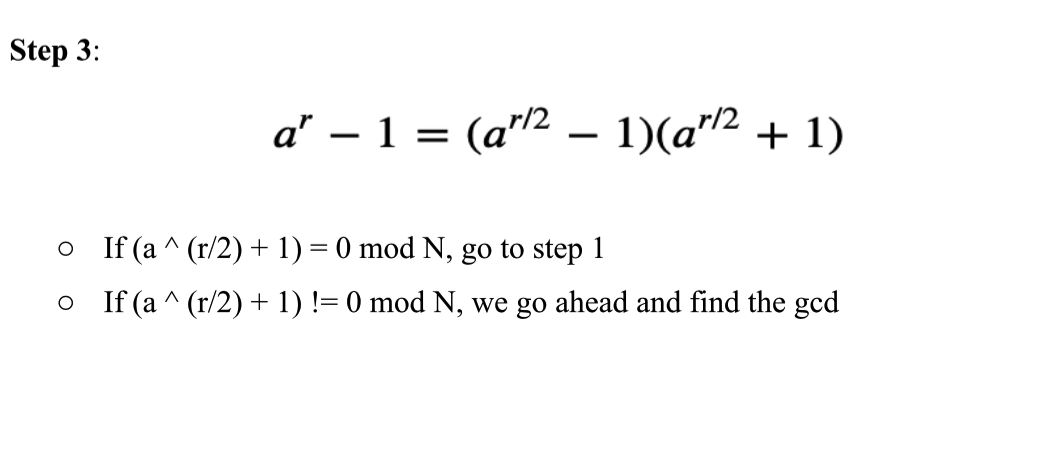 Step 3:
aʳ − 1 = (a^{r/2} − 1)(a^{r/2} + 1)
○ If (a ^ (r/2) + 1) = 0 mod N, go to step 1
○ If (a ^ (r/2) + 1) != 0 mod N, we go ahead and find the gcd